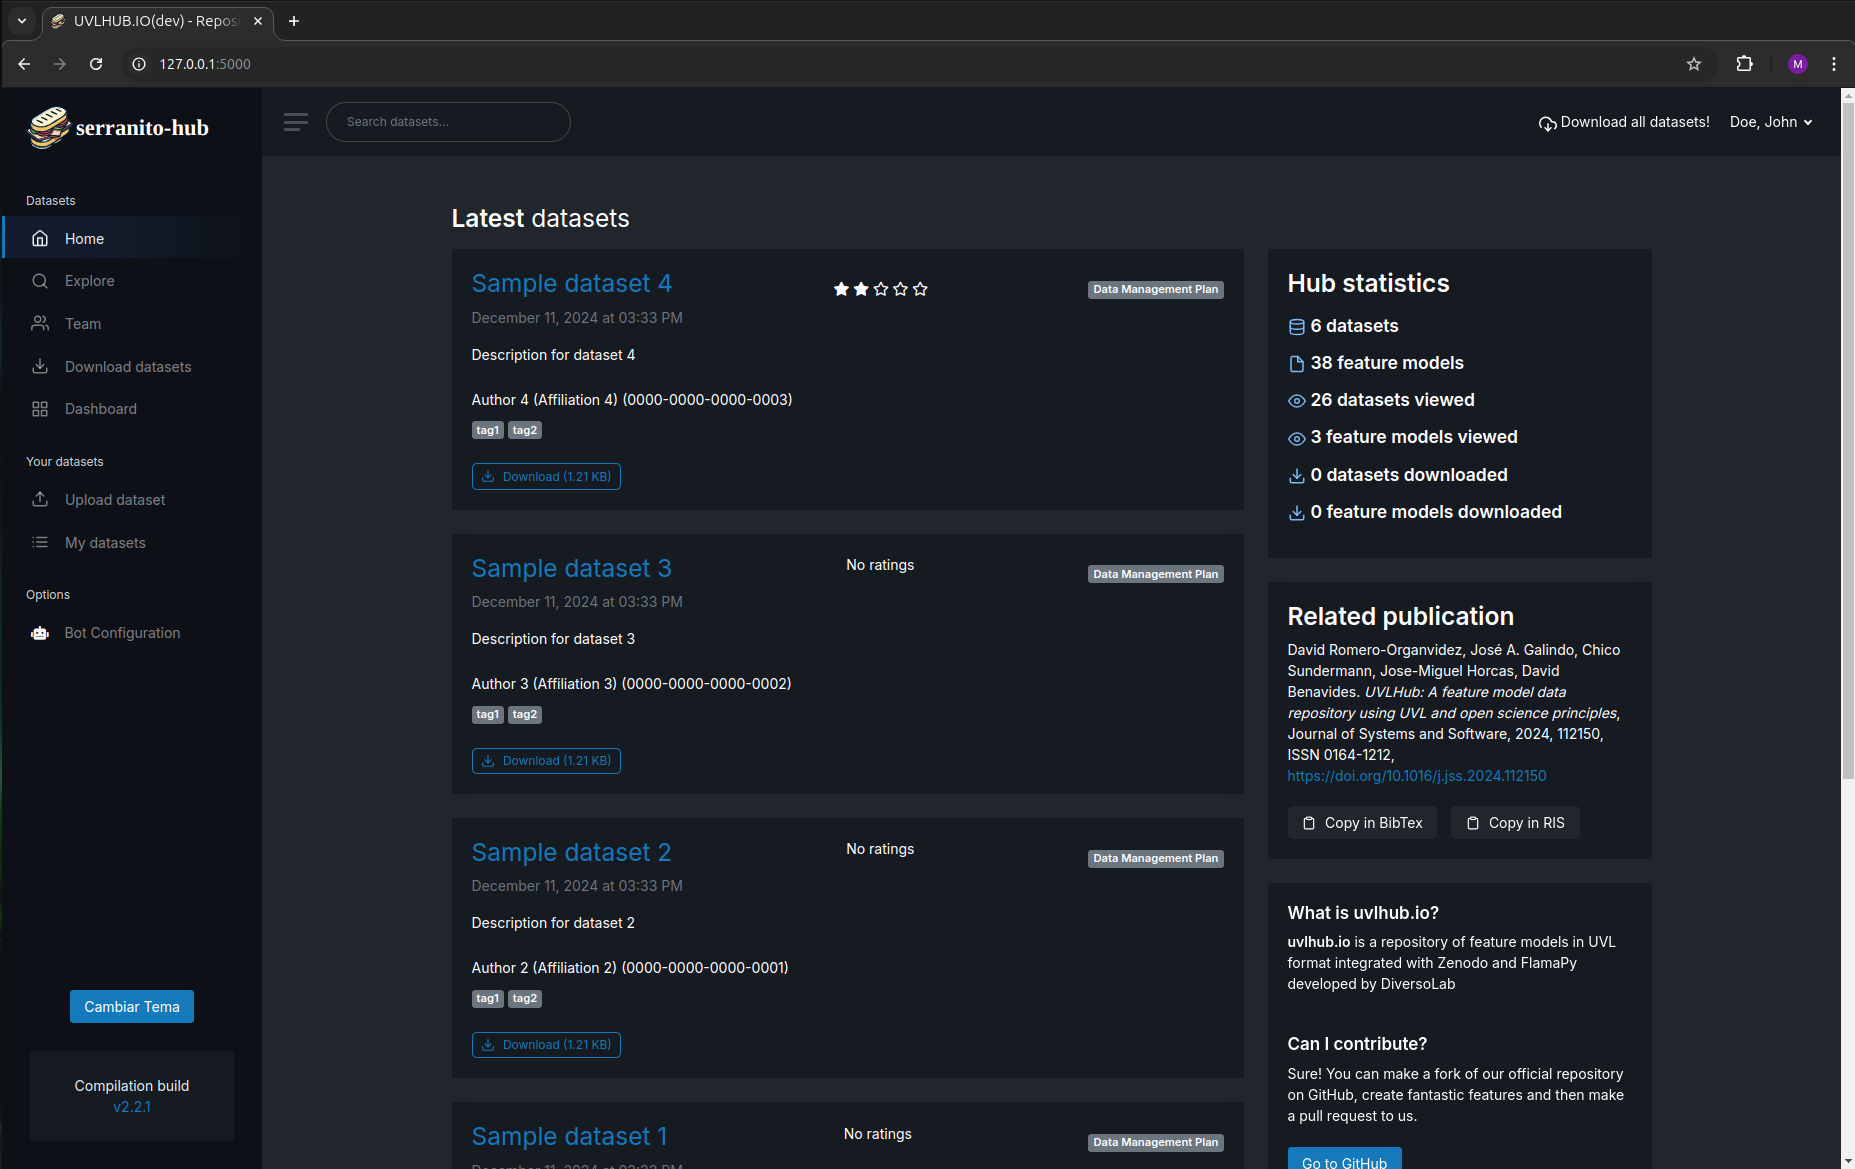 UVLHUB.IO(dev) - Reposi
127.0.0.1:5000
M
serranito-hub
Search datasets...
Download all datasets!
Doe, John
Datasets
Home
Explore
Team
Download datasets
Dashboard
Your datasets
Upload dataset
My datasets
Options
Bot Configuration
Cambiar Tema
Compilation build
v2.2.1
Latest datasets
Sample dataset 4
Data Management Plan
December 11, 2024 at 03:33 PM
Description for dataset 4
Author 4 (Affiliation 4) (0000-0000-0000-0003)
tag1 tag2
Download (1.21 KB)
Sample dataset 3
No ratings
Data Management Plan
December 11, 2024 at 03:33 PM
Description for dataset 3
Author 3 (Affiliation 3) (0000-0000-0000-0002)
tag1 tag2
Download (1.21 KB)
Sample dataset 2
No ratings
Data Management Plan
December 11, 2024 at 03:33 PM
Description for dataset 2
Author 2 (Affiliation 2) (0000-0000-0000-0001)
tag1 tag2
Download (1.21 KB)
Sample dataset 1
No ratings
Data Management Plan
December 11, 2024 at 03:33 PM
Hub statistics
6 datasets
38 feature models
26 datasets viewed
3 feature models viewed
0 datasets downloaded
0 feature models downloaded
Related publication
David Romero-Organvidez, José A. Galindo, Chico
Sundermann, Jose-Miguel Horcas, David
Benavides. UVLHub: A feature model data
repository using UVL and open science principles,
Journal of Systems and Software, 2024, 112150,
ISSN 0164-1212,
https://doi.org/10.1016/j.jss.2024.112150
Copy in BibTex
Copy in RIS
What is uvlhub.io?
uvlhub.io is a repository of feature models in UVL
format integrated with Zenodo and FlamaPy
developed by DiversoLab
Can I contribute?
Sure! You can make a fork of our official repository
on GitHub, create fantastic features and then make
a pull request to us.
Go to GitHub